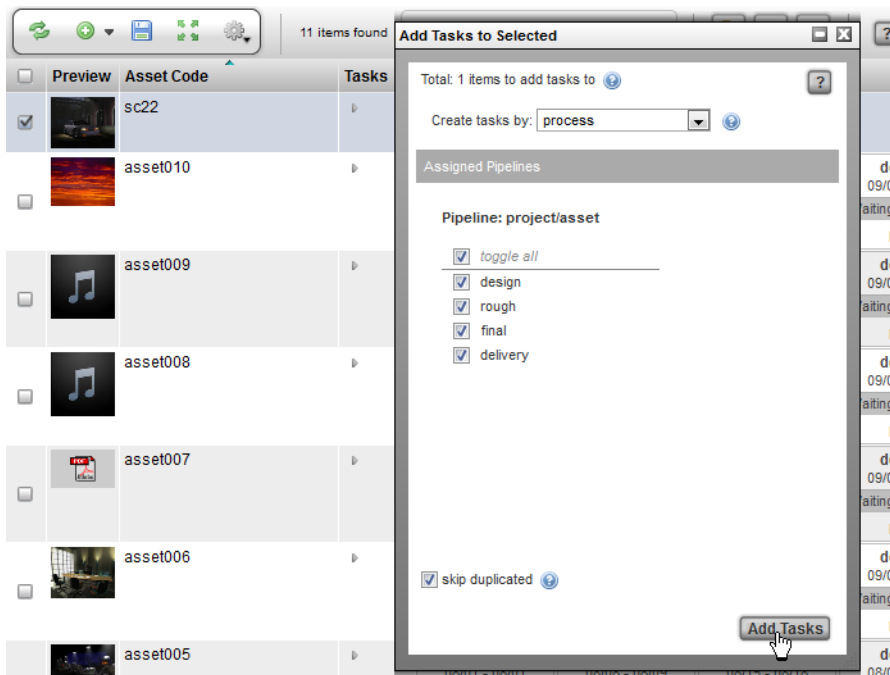 11 items found
Add Tasks to Selected
?
Preview Asset Code Tasks
Total: 1 items to add tasks to ?
?
Create tasks by: process ?
Assigned Pipelines
Pipeline: project/asset
toggle all
design
rough
final
delivery
skip duplicated ?
Add Tasks
sc22
asset010
asset009
asset008
asset007
PDF
asset006
asset005